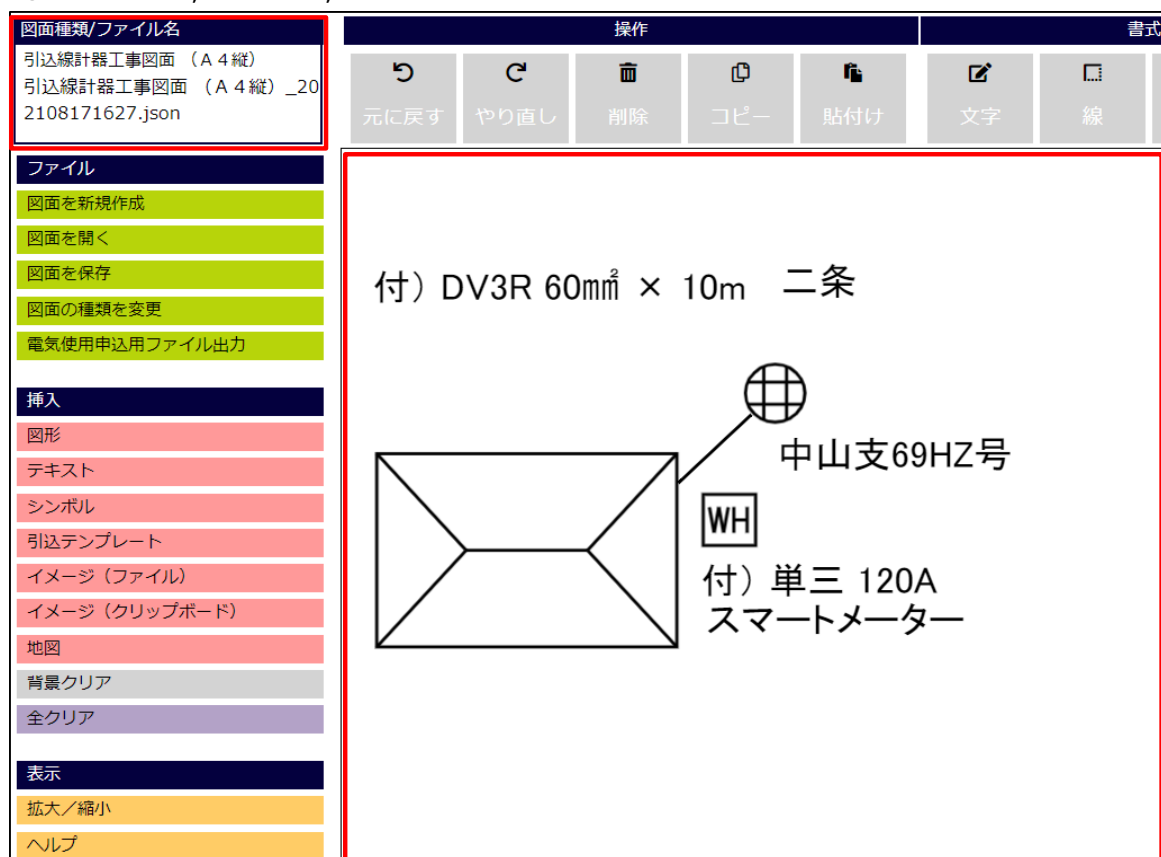 図面種類/ファイル名
引込線計器工事図面 （A４縦）
引込線計器工事図面 （A４縦）_20
2108171627.json
操作
書式
元に戻す
やり直し
削除
コピー
貼付け
文字
線
ファイル
図面を新規作成
図面を開く
図面を保存
図面の種類を変更
電気使用申込用ファイル出力
挿入
図形
テキスト
シンボル
引込テンプレート
イメージ（ファイル）
イメージ（クリップボード）
地図
背景クリア
全クリア
表示
拡大／縮小
ヘルプ
付）DV3R 60㎟ × 10m 二条
中山支69HZ号
WH
付）単三 120A
スマートメーター